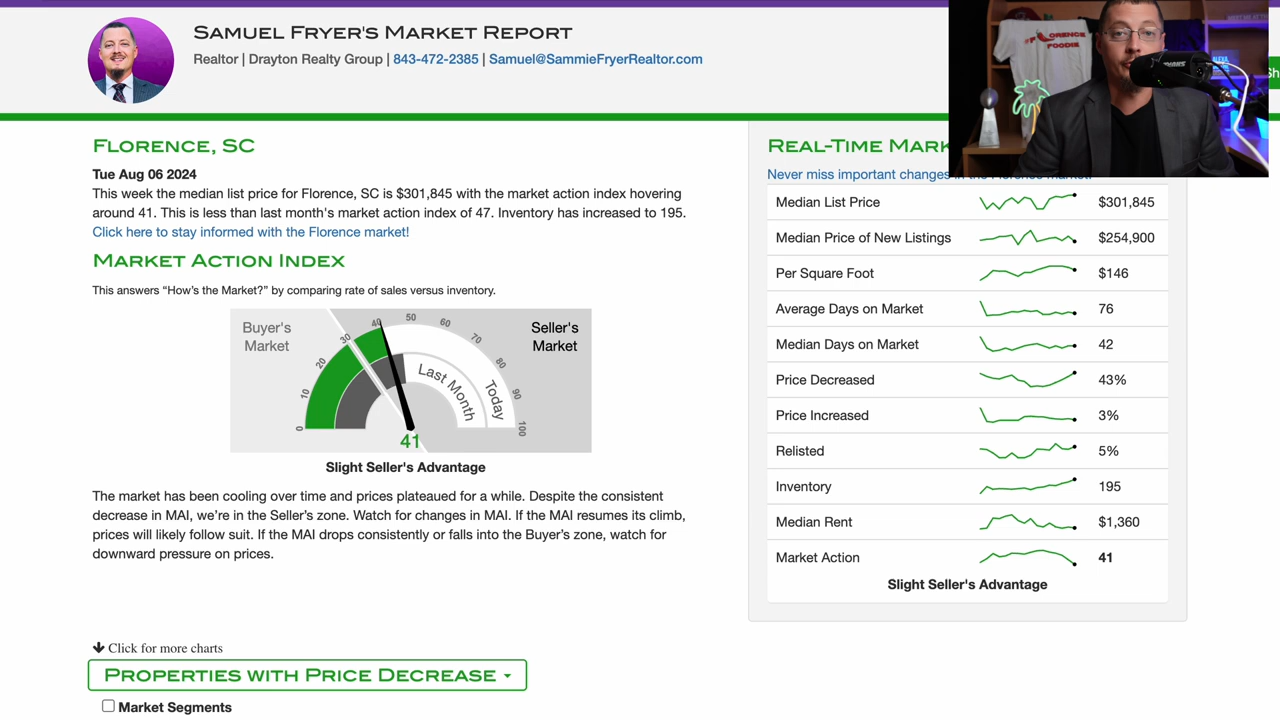 SAMUEL FRYER'S MARKET REPORT
Realtor | Drayton Realty Group | 843-472-2385 | Samuel@SammieFryerRealtor.com
FLORENCE, SC
Tue Aug 06 2024
This week the median list price for Florence, SC is $301,845 with the market action index hovering
around 41. This is less than last month's market action index of 47. Inventory has increased to 195.
Click here to stay informed with the Florence market!
MARKET ACTION INDEX
This answers “How's the Market?” by comparing rate of sales versus inventory.
Buyer's
Market
Seller's
Market
0
10
20
30
40
50
60
70
80
90
100
Last Month
Today
41
Slight Seller's Advantage
The market has been cooling over time and prices plateaued for a while. Despite the consistent
decrease in MAI, we’re in the Seller’s zone. Watch for changes in MAI. If the MAI resumes its climb,
prices will likely follow suit. If the MAI drops consistently or falls into the Buyer’s zone, watch for
downward pressure on prices.
Click for more charts
PROPERTIES WITH PRICE DECREASE
Market Segments
REAL-TIME
Never miss important changes in the Florence market!
Median List Price $301,845
Median Price of New Listings $254,900
Per Square Foot $146
Average Days on Market 76
Median Days on Market 42
Price Decreased 43%
Price Increased 3%
Relisted 5%
Inventory 195
Median Rent $1,360
Market Action 41
Slight Seller's Advantage
FOODIE